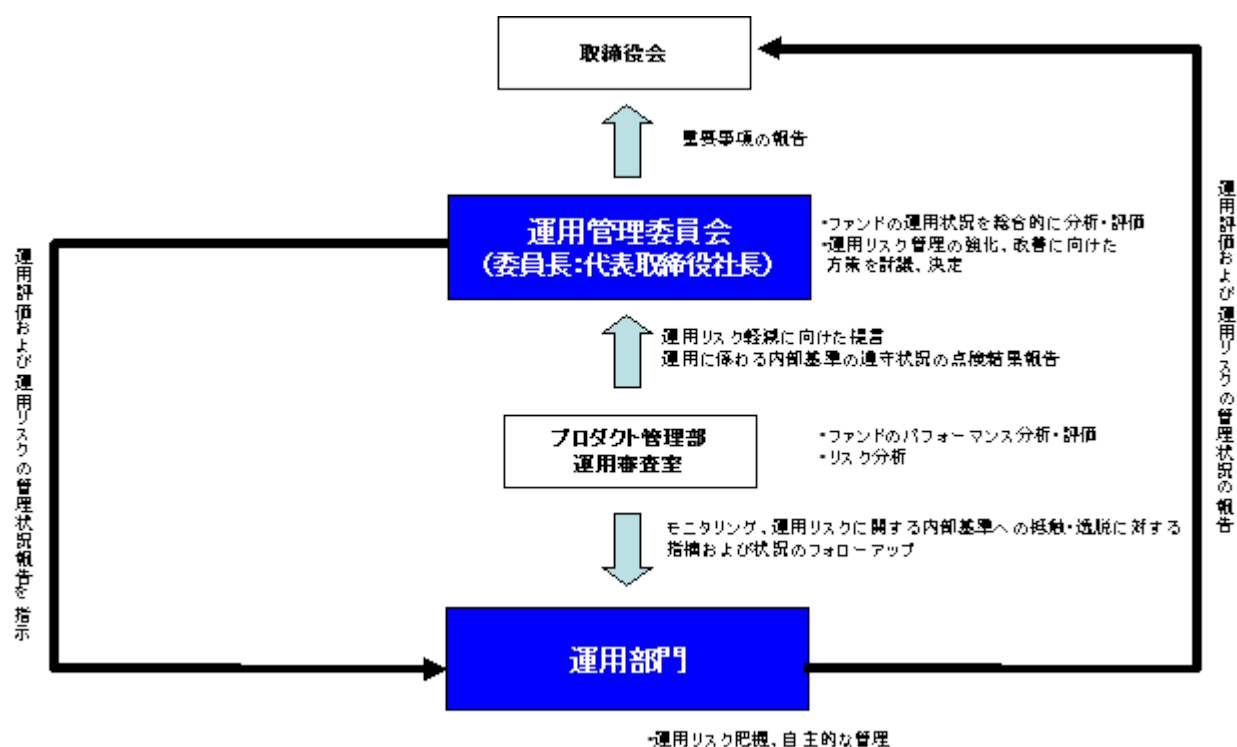 取締役会
重要事項の報告
運用管理委員会
（委員長：代表取締役社長）
・ファンドの運用状況を総合的に分析・評価
・運用リスク管理の強化、改善に向けた
方策を討議、決定
運用リスク軽減に向けた提言
運用に係わる内部基準の遵守状況の点検結果報告
プロダクト管理部
運用審査室
・ファンドのパフォーマンス分析・評価
・リスク分析
モニタリング、運用リスクに関する内部基準への抵触・逸脱に対する
指摘および状況のフォローアップ
運用部門
・運用リスク把握、自主的な管理
運用評価および運用リスクの管理状況報告を指示
運用評価および運用リスクの管理状況の報告